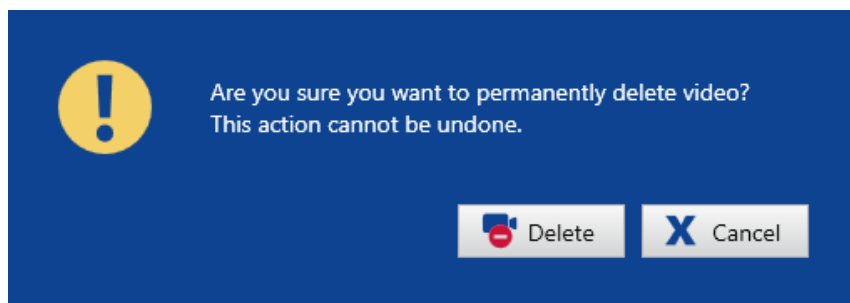 Are you sure you want to permanently delete video?
This action cannot be undone.
Delete
Cancel